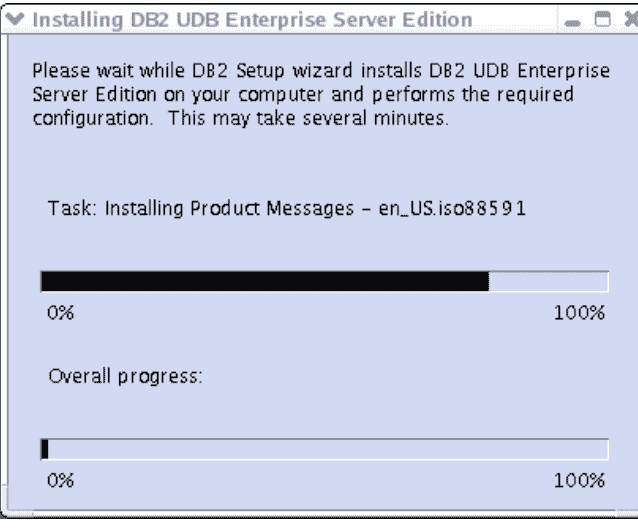 Installing DB2 UDB Enterprise Server Edition
Please wait while DB2 Setup wizard installs DB2 UDB Enterprise
Server Edition on your computer and performs the required
configuration.  This may take several minutes.
Task: Installing Product Messages – en_US.iso88591
0% 100%
Overall progress:
0% 100%